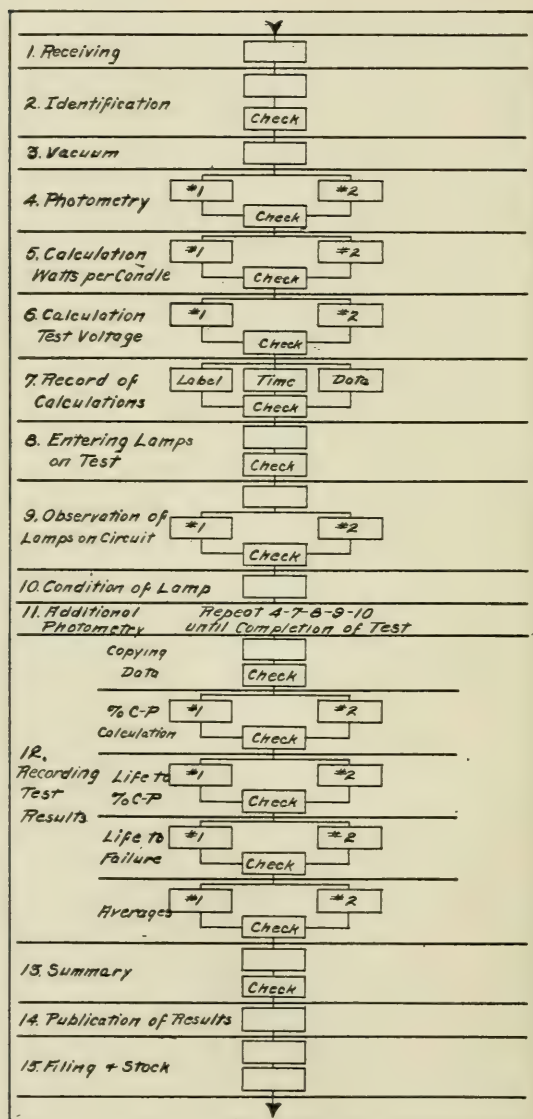 1. Receiving
2. Identification
Check
3. Vacuum
4. Photometry
#1
#2
Check
5. Calculation
Watts per Candle
#1
#2
Check
6. Calculation
Test Voltage
#1
#2
Check
7. Record of
Calculations
Label
Time
Data
Check
8. Entering Lamps
on Test
Check
9. Observation of
Lamps on Circuit
#1
#2
Check
10. Condition of Lamp
11. Additional
Photometry
Repeat 4-7-8-9-10
until Completion of Test
12.
Recording
Test
Results
Copying
Data
Check
% C-P
Calculation
#1
#2
Check
Life to
% C-P
#1
#2
Check
Life to
Failure
#1
#2
Check
Averages
#1
#2
Check
13. Summary
Check
14. Publication of Results
15. Filing + Stock